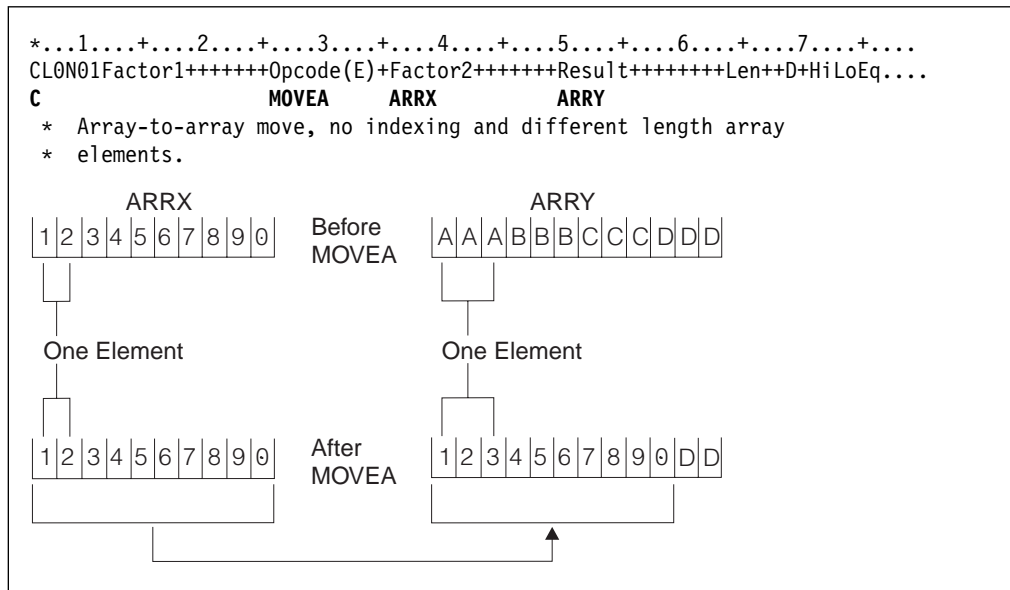 *...1....+....2....+....3....+....4....+....5....+....6....+....7....+....
CL0N01Factor1+++++++Opcode(E)+Factor2+++++++Result++++++++Len++D+HiLoEq....
C                   MOVEA     ARRX          ARRY
 *  Array-to-array move, no indexing and different length array
 *  elements.
ARRX ARRY
1 2 3 4 5 6 7 8 9 0 Before A A A B B B C C C D D D
MOVEA
One Element One Element
1 2 3 4 5 6 7 8 9 0 After 1 2 3 4 5 6 7 8 9 0 D D
MOVEA